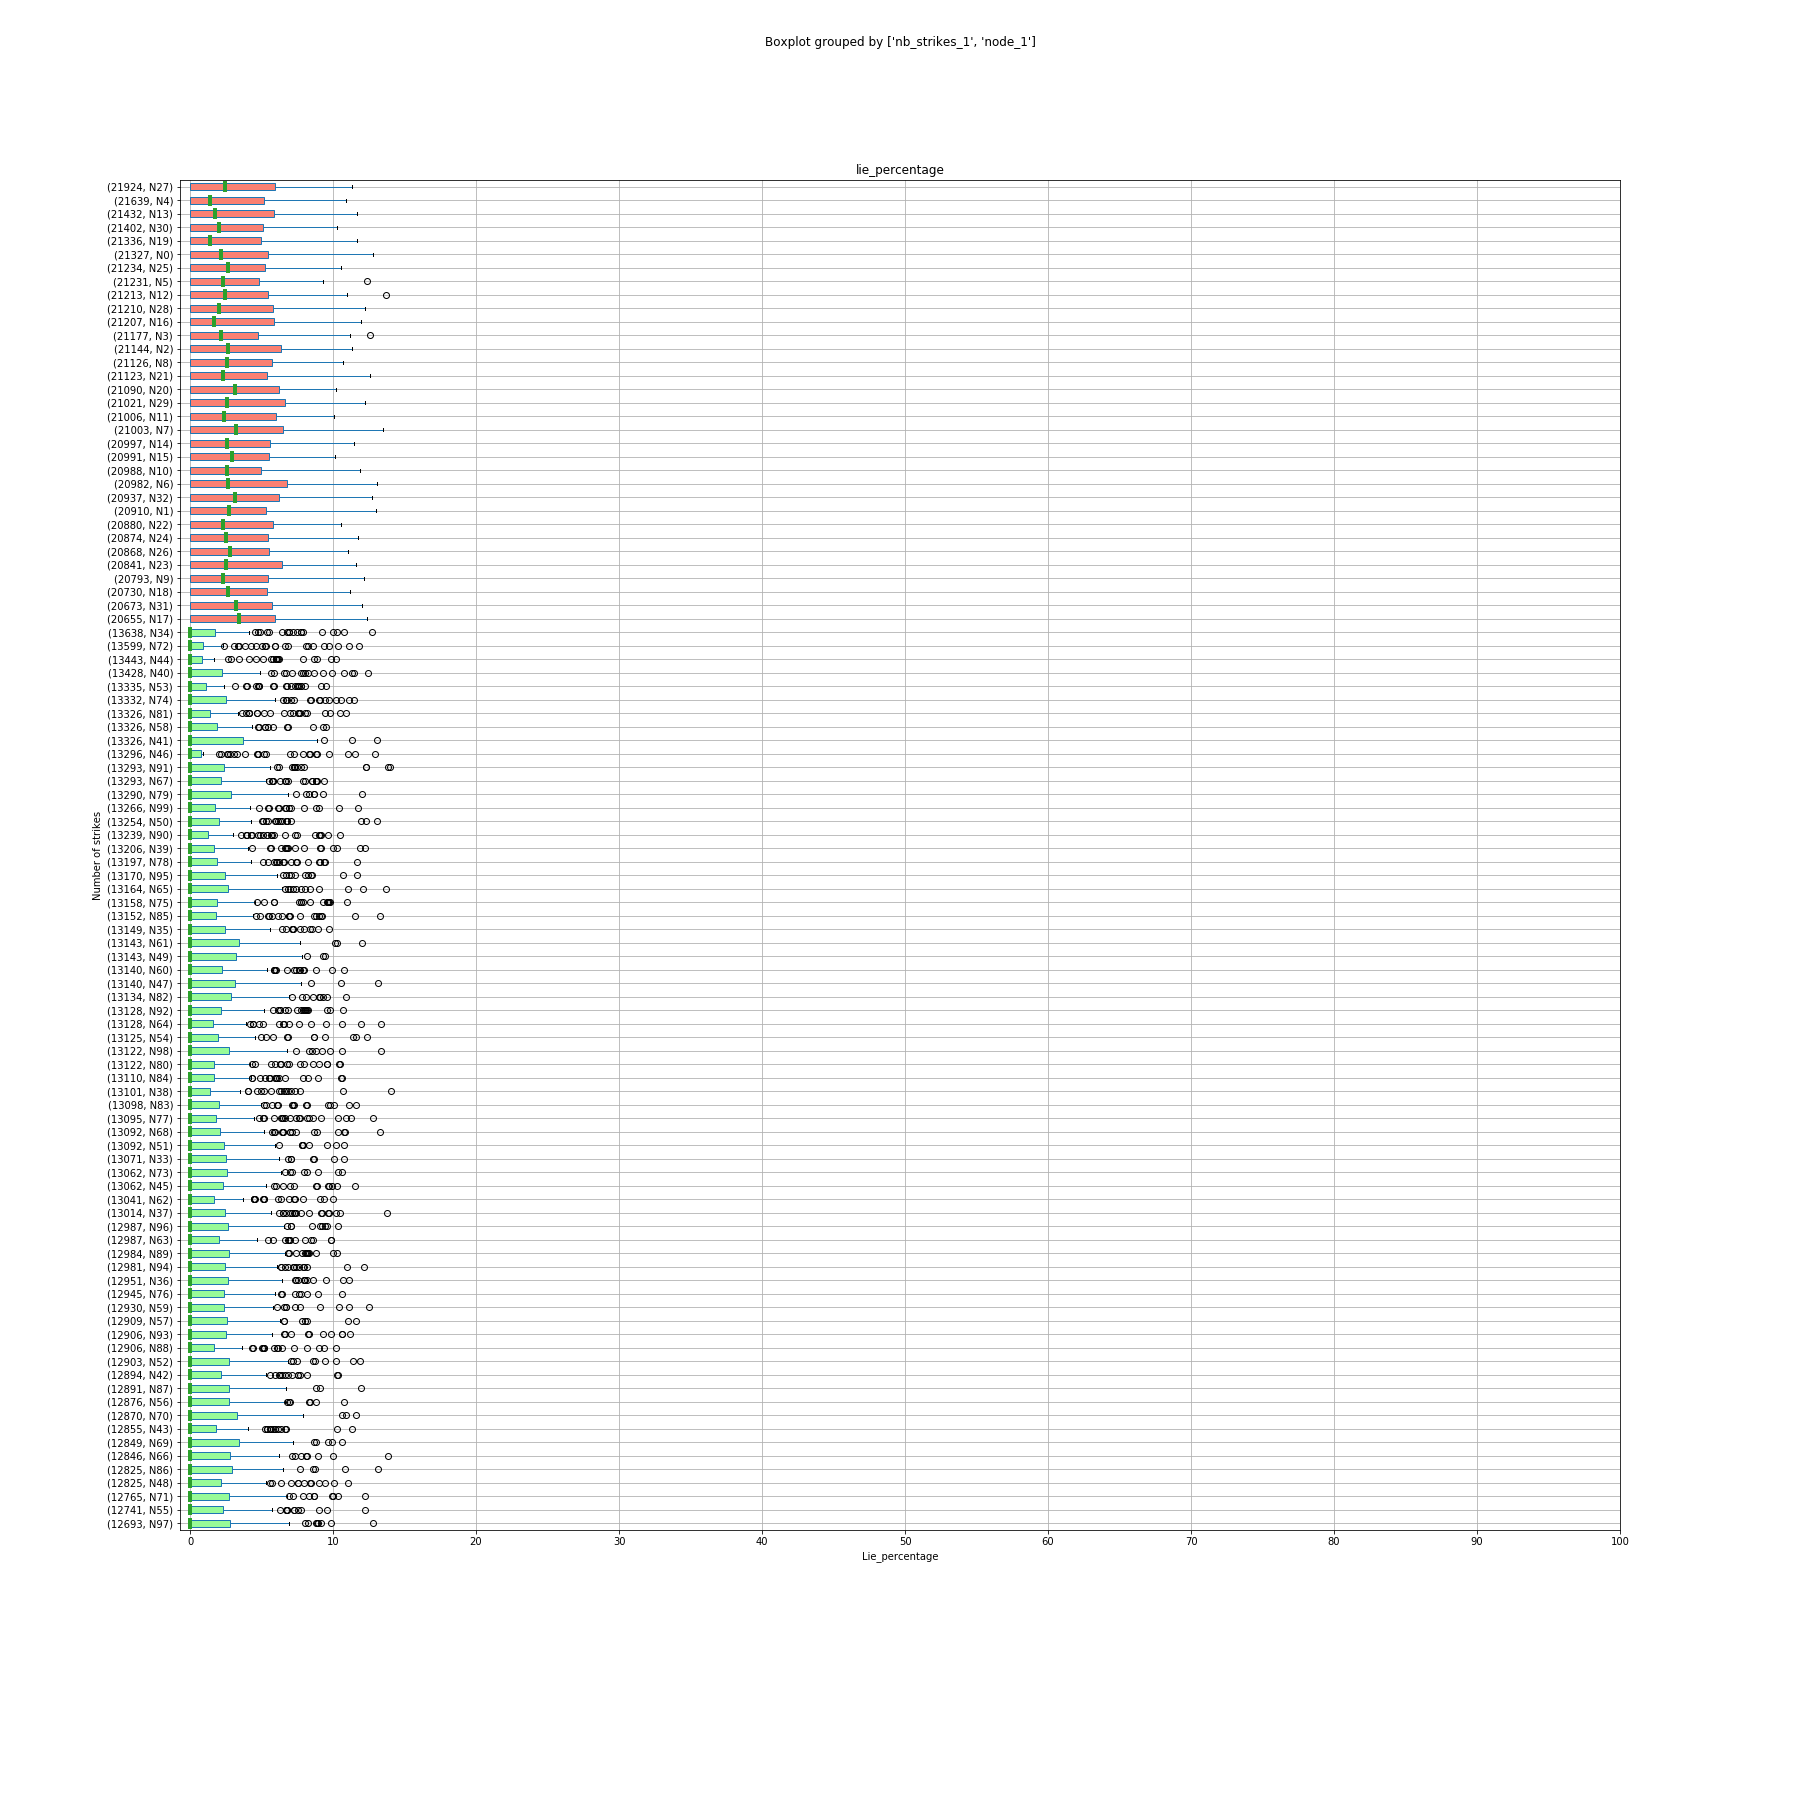 Boxplot grouped by ['nb_strikes_1', 'node_1']
lie_percentage
(21924, N27)
(21639, N4)
(21432, N13)
(21402, N30)
(21336, N19)
(21327, N0)
(21234, N25)
(21231, N5)
(21213, N12)
(21210, N28)
(21207, N16)
(21177, N3)
(21144, N2)
(21126, N8)
(21123, N21)
(21090, N20)
(21021, N29)
(21006, N11)
(21003, N7)
(20997, N14)
(20991, N15)
(20988, N10)
(20982, N6)
(20937, N32)
(20910, N1)
(20880, N22)
(20874, N24)
(20868, N26)
(20841, N23)
(20793, N9)
(20730, N18)
(20673, N31)
(20655, N17)
(13638, N34)
(13599, N72)
(13443, N44)
(13428, N40)
(13335, N53)
(13332, N74)
(13326, N81)
(13326, N58)
(13326, N41)
(13296, N46)
(13293, N91)
(13293, N67)
(13290, N79)
(13266, N99)
(13254, N50)
(13239, N90)
(13206, N39)
(13197, N78)
(13170, N95)
(13164, N65)
(13158, N75)
(13152, N85)
(13149, N35)
(13143, N61)
(13143, N49)
(13140, N60)
(13140, N47)
(13134, N82)
(13128, N92)
(13128, N64)
(13125, N54)
(13122, N98)
(13122, N80)
(13110, N84)
(13101, N38)
(13098, N83)
(13095, N77)
(13092, N68)
(13092, N51)
(13071, N33)
(13062, N73)
(13062, N45)
(13041, N62)
(13014, N37)
(12987, N96)
(12987, N63)
(12984, N89)
(12981, N94)
(12951, N36)
(12945, N76)
(12930, N59)
(12909, N57)
(12906, N93)
(12906, N88)
(12903, N52)
(12894, N42)
(12891, N87)
(12876, N56)
(12870, N70)
(12855, N43)
(12849, N69)
(12846, N66)
(12825, N86)
(12825, N48)
(12765, N71)
(12741, N55)
(12693, N97)
Number of strikes
0 10 20 30 40 50 60 70 80 90 100
Lie_percentage